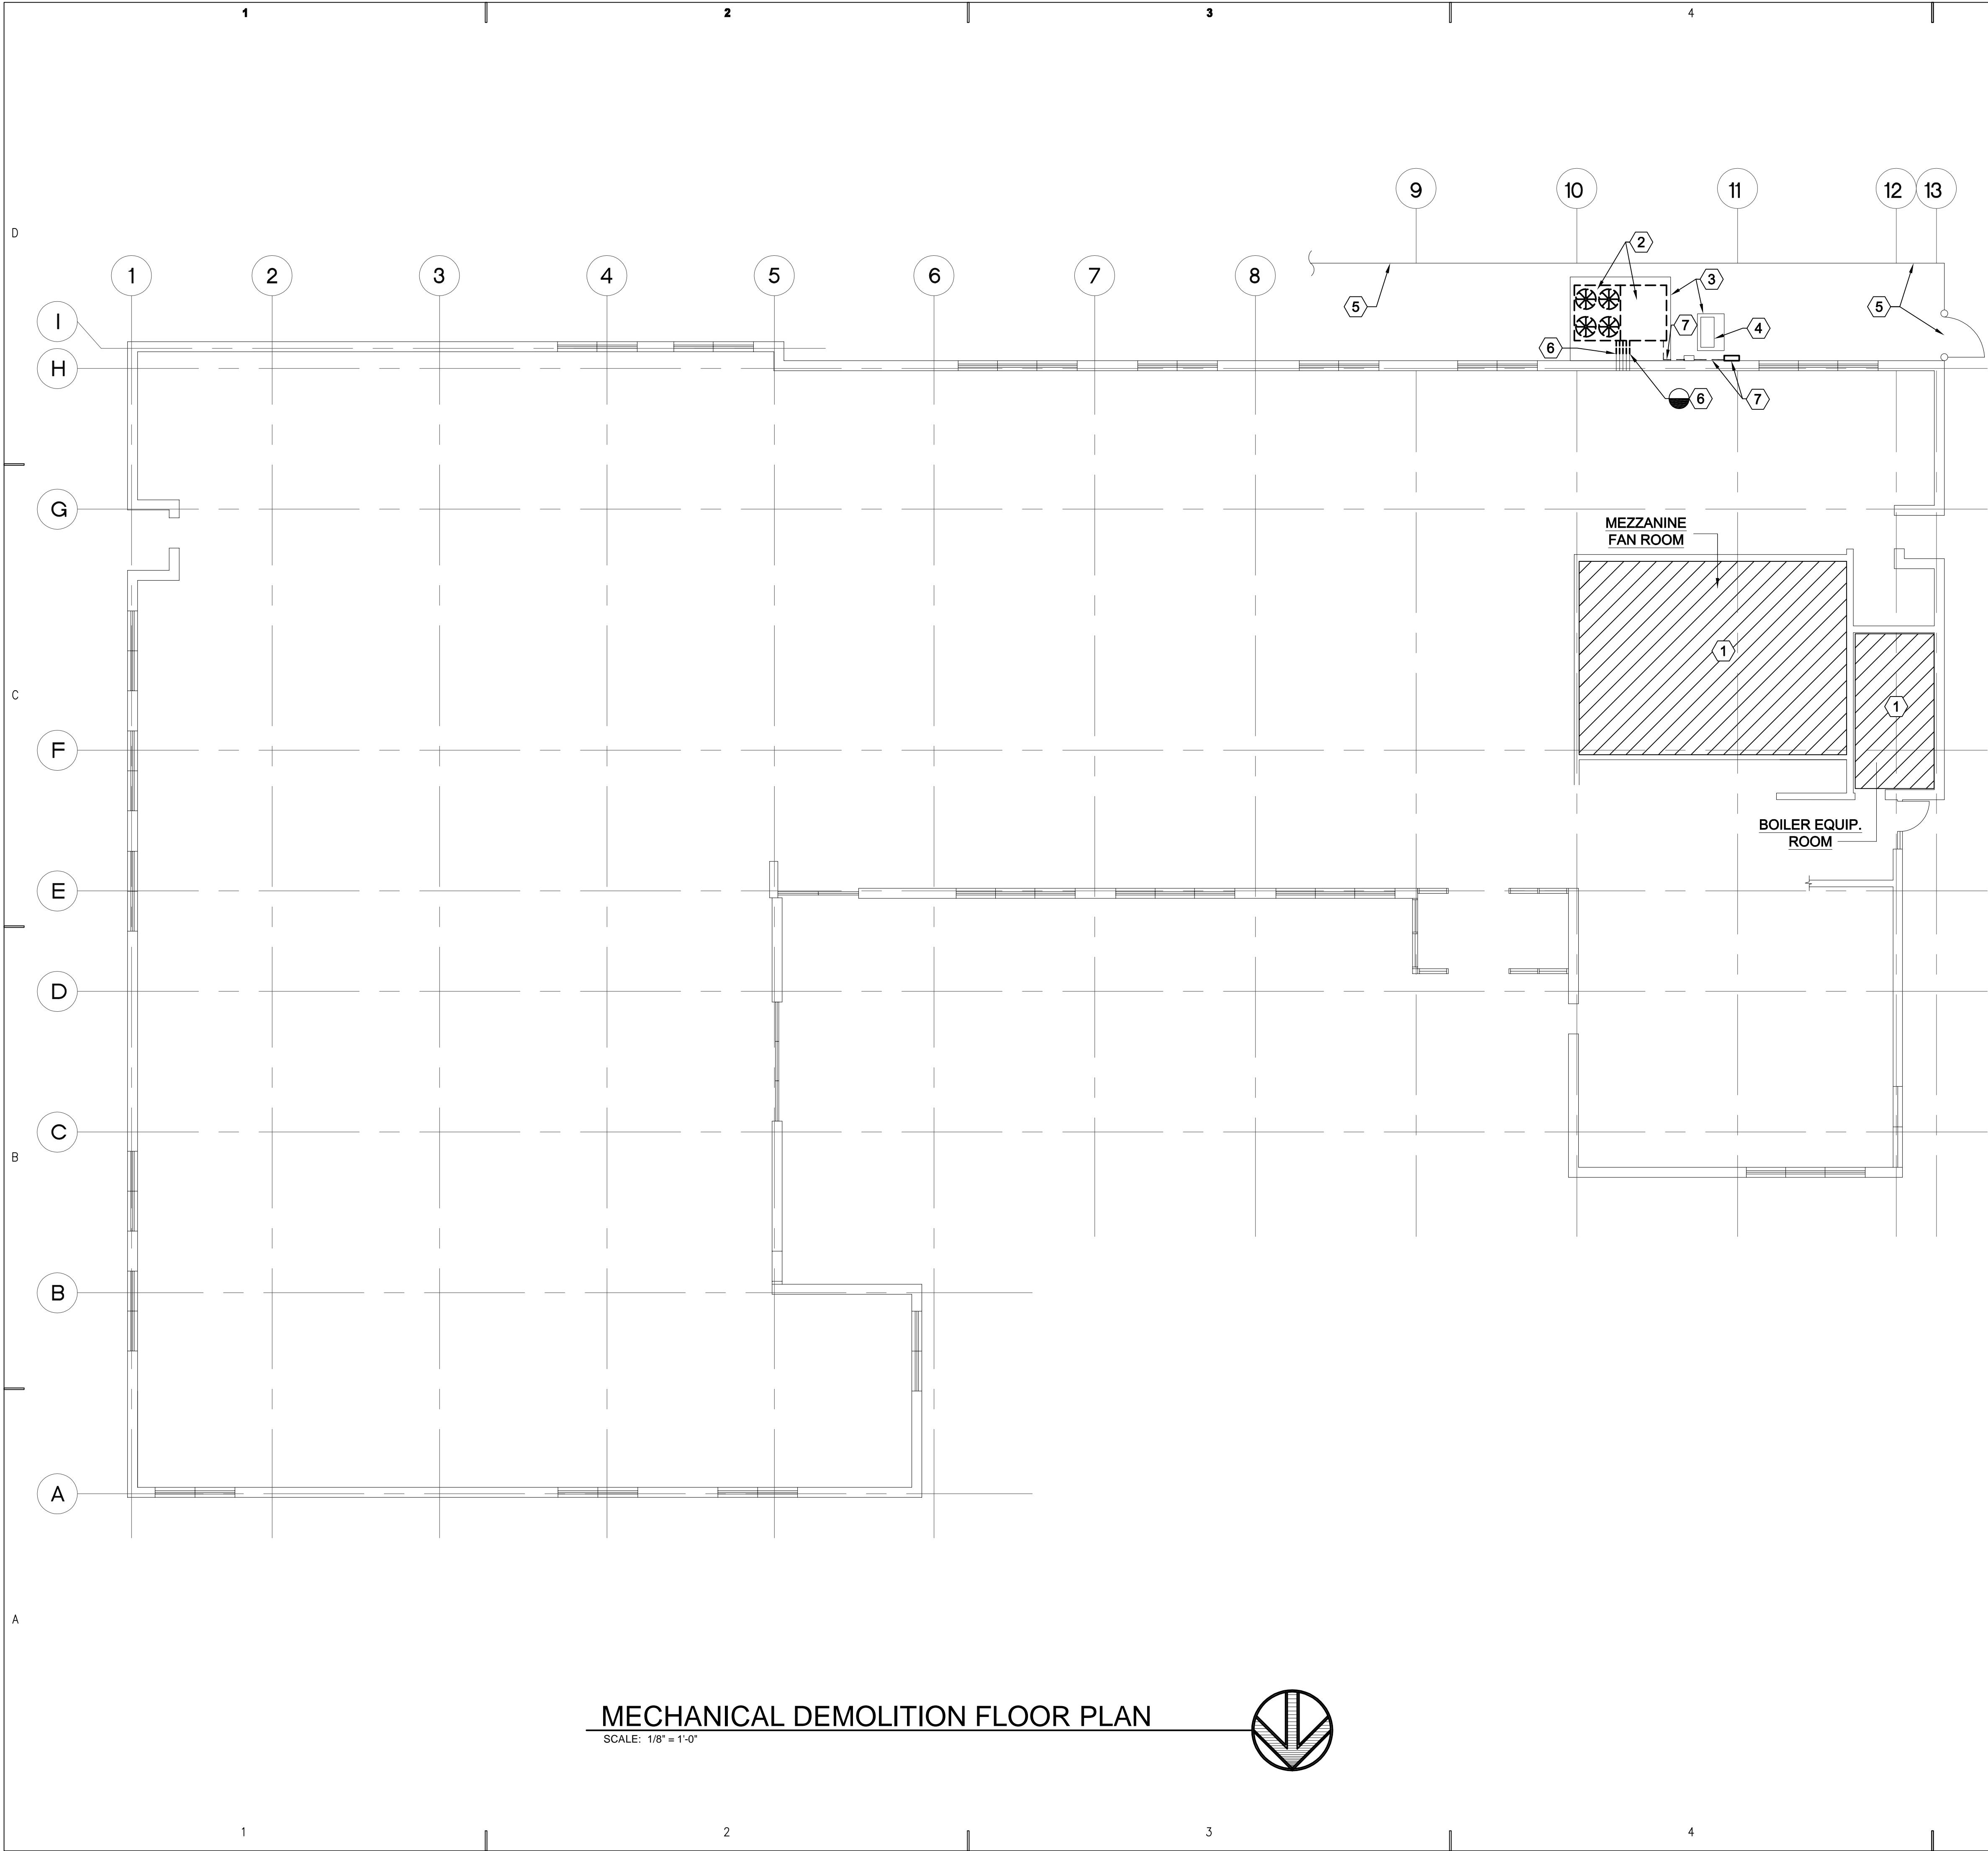 1 2 3 4
9 10 11 12 13
2
D
1 2 3 4 5 6 7 8
3
5 5
I
7 4
6
H
6 7
G
MEZZANINE
FAN ROOM
1
C
1
F
BOILER EQUIP.
ROOM
E
D
C
B
B
A
A
MECHANICAL DEMOLITION FLOOR PLAN
SCALE: 1/8" = 1'-0"
1 2 3 4